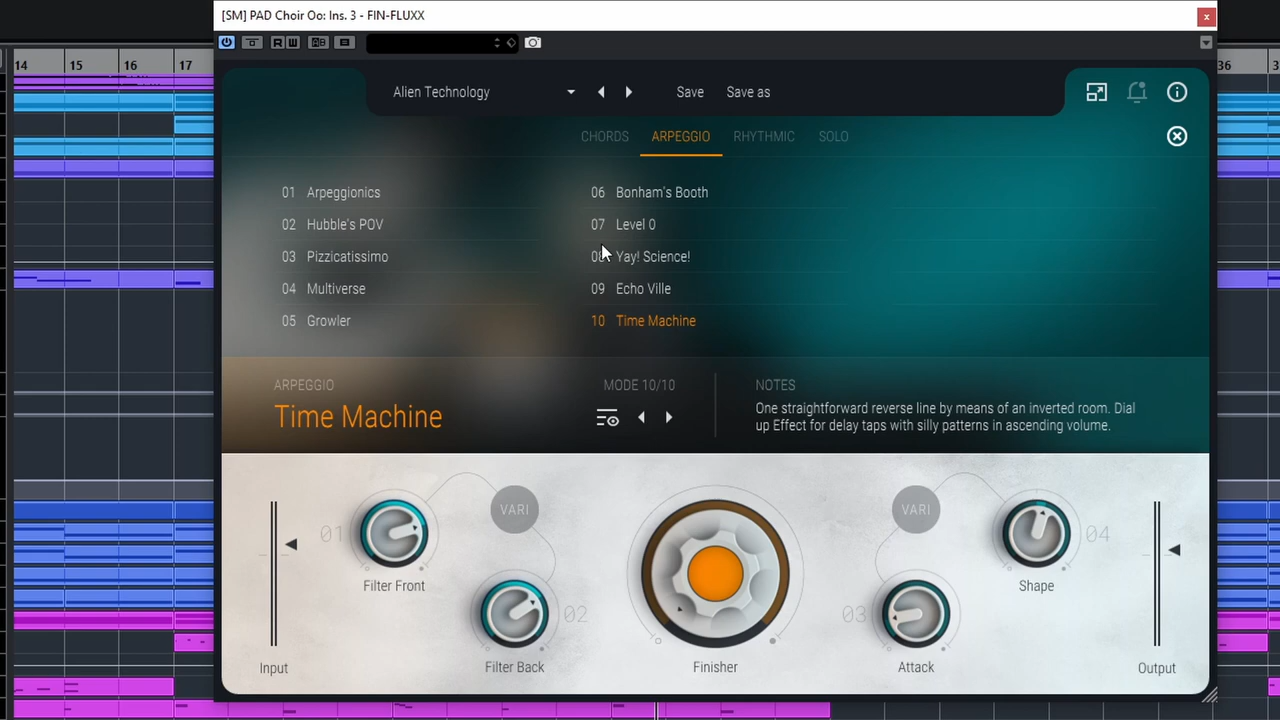 [SM] PAD Choir Oo: Ins. 3 - FIN-FLUXX
x
R W
14 15 16 17 36 3
Alien Technology Save Save as
CHORDS ARPEGGIO RHYTHMIC SOLO
01 Arpeggionics 06 Bonham's Booth
02 Hubble's POV 07 Level 0
03 Pizzicatissimo 08 Yay! Science!
04 Multiverse 09 Echo Ville
05 Growler 10 Time Machine
ARPEGGIO
Time Machine
MODE 10/10
NOTES
One straightforward reverse line by means of an inverted room. Dial
up Effect for delay taps with silly patterns in ascending volume.
Input
01
Filter Front
VARI
02
Filter Back
Finisher
VARI
03
Attack
04
Shape
Output